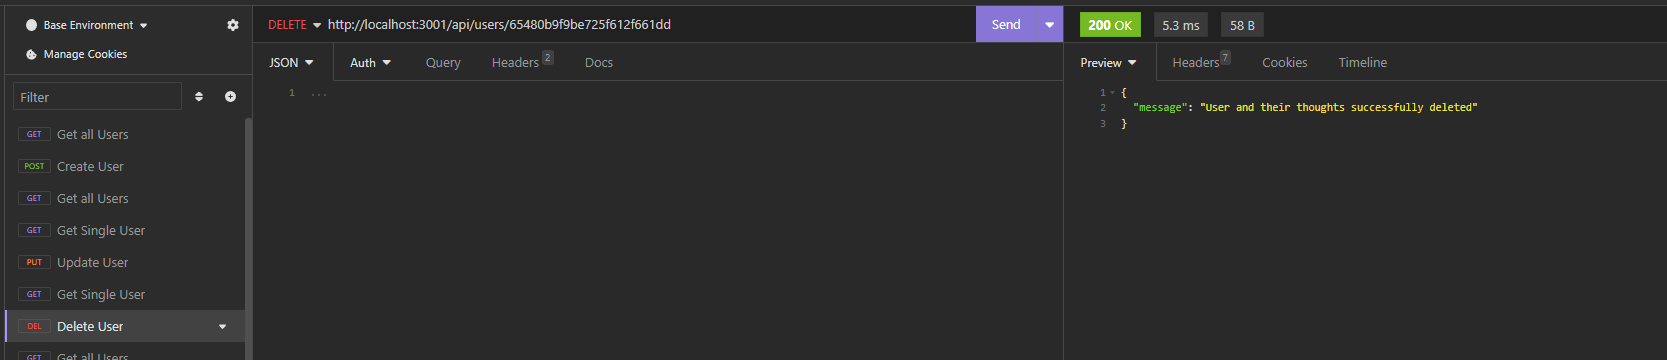 Base Environment
Manage Cookies
Filter
GET Get all Users
POST Create User
GET Get all Users
GET Get Single User
PUT Update User
GET Get Single User
DEL Delete User
GET Get all Users
DELETE http://localhost:3001/api/users/65480b9f9be725f612f661dd Send
JSON Auth Query Headers 2 Docs
1 ...
200 OK 5.3 ms 58 B
Preview Headers 7 Cookies Timeline
1 {
2 "message": "User and their thoughts successfully deleted"
3 }